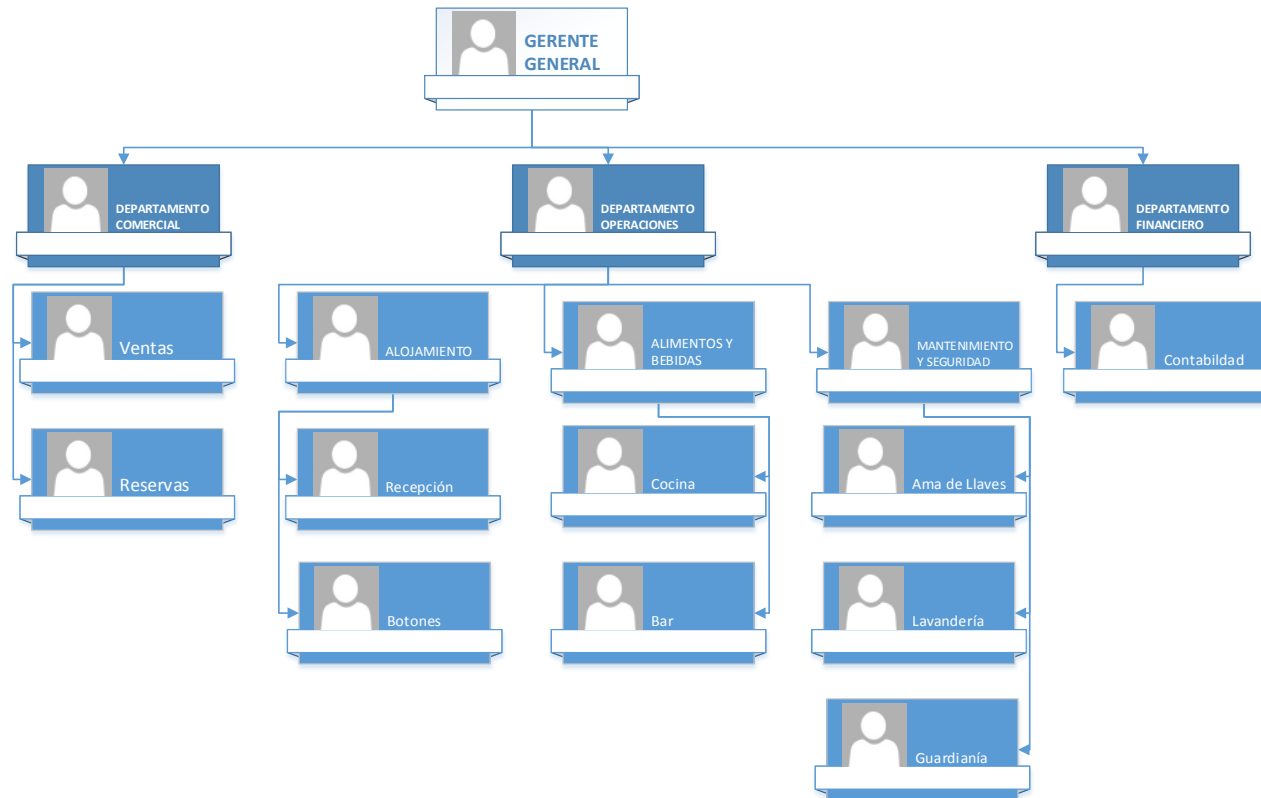 GERENTE
GENERAL
DEPARTAMENTO
COMERCIAL
DEPARTAMENTO
OPERACIONES
DEPARTAMENTO
FINANCIERO
Ventas
ALOJAMIENTO
ALIMENTOS Y
BEBIDAS
MANTENIMIENTO
Y SEGURIDAD
Contabildad
Reservas
Recepción
Cocina
Ama de Llaves
Botones
Bar
Lavandería
Guardianía